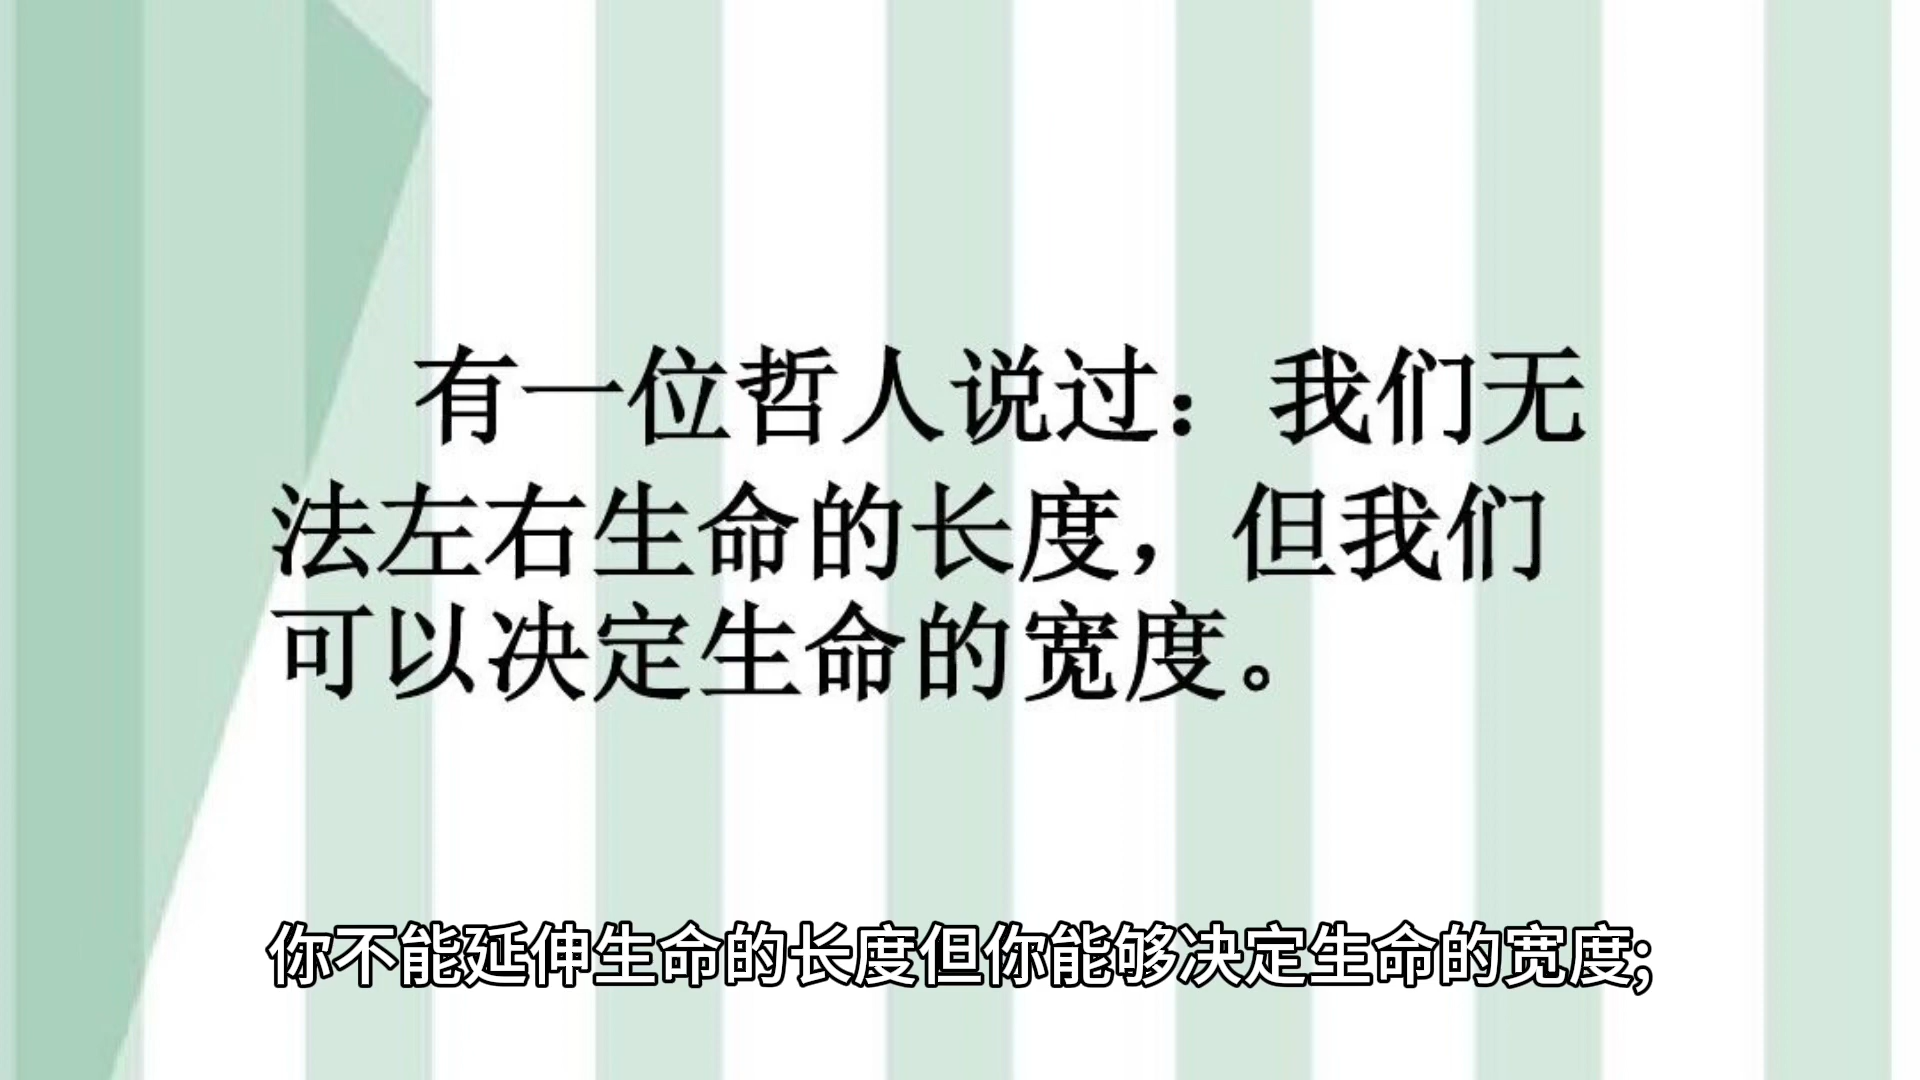 有一位哲人说过：我们无
法左右生命的长度，但我们
可以决定生命的宽度。
你不能延伸生命的长度但你能够决定生命的宽度;